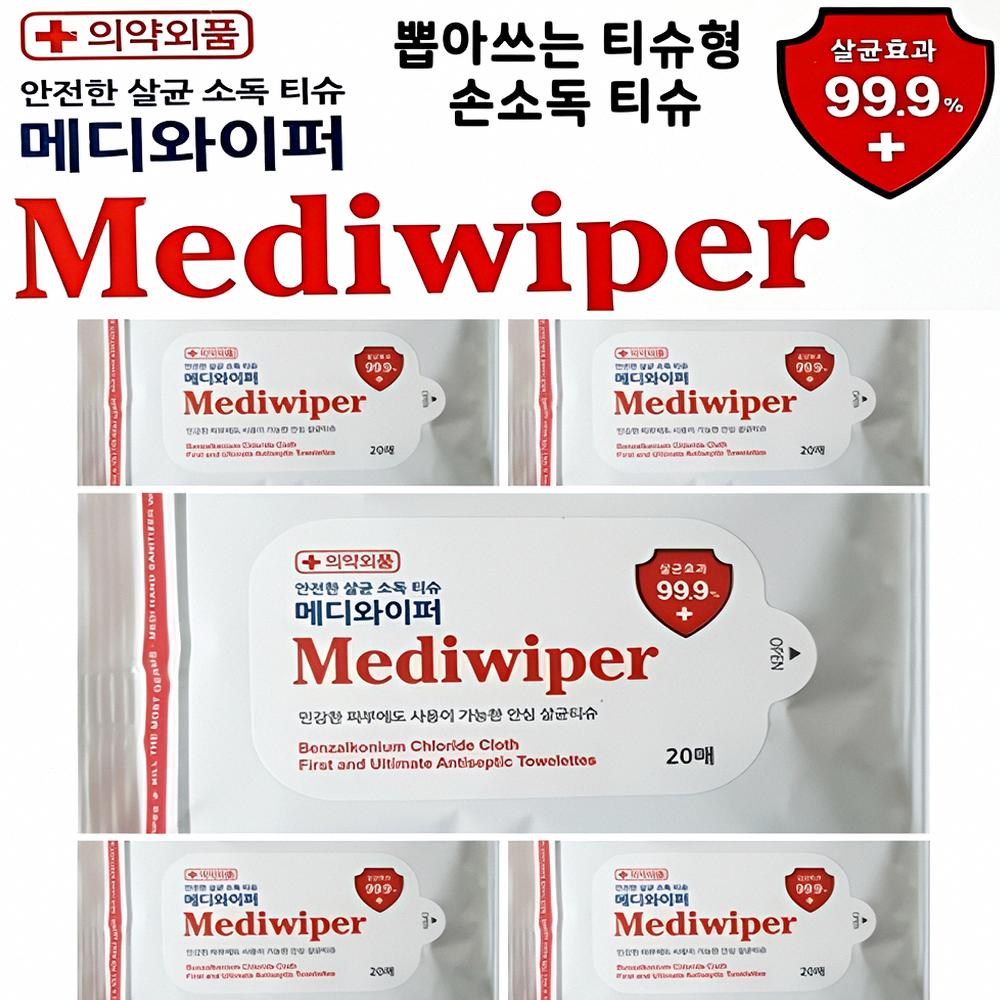 의약외품
안전한 살균 소독 티슈
메디와이퍼
뽑아쓰는 티슈형
손소독 티슈
살균효과
99.9%
Mediwiper
메디와이퍼
Mediwiper
20매
메디와이퍼
Mediwiper
20매
의약외품
안전한 살균 소독 티슈
메디와이퍼
Mediwiper
민감한 피부에도 사용이 가능한 안심 살균티슈
Benzalkonium Chloride Cloth
First and Ultimate Antiseptic Towelettes
20매
살균효과
99.9%
OPEN
메디와이퍼
Mediwiper
20매
메디와이퍼
Mediwiper
20매